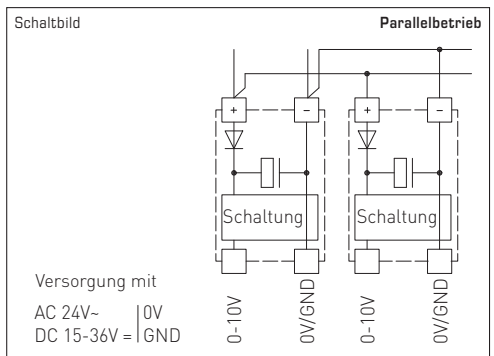 Schaltbild
Parallelbetrieb
+ - + -
Schaltung Schaltung
Versorgung mit
AC 24V~ | 0V
DC 15-36V = | GND
0-10V
0V/GND
0-10V
0V/GND